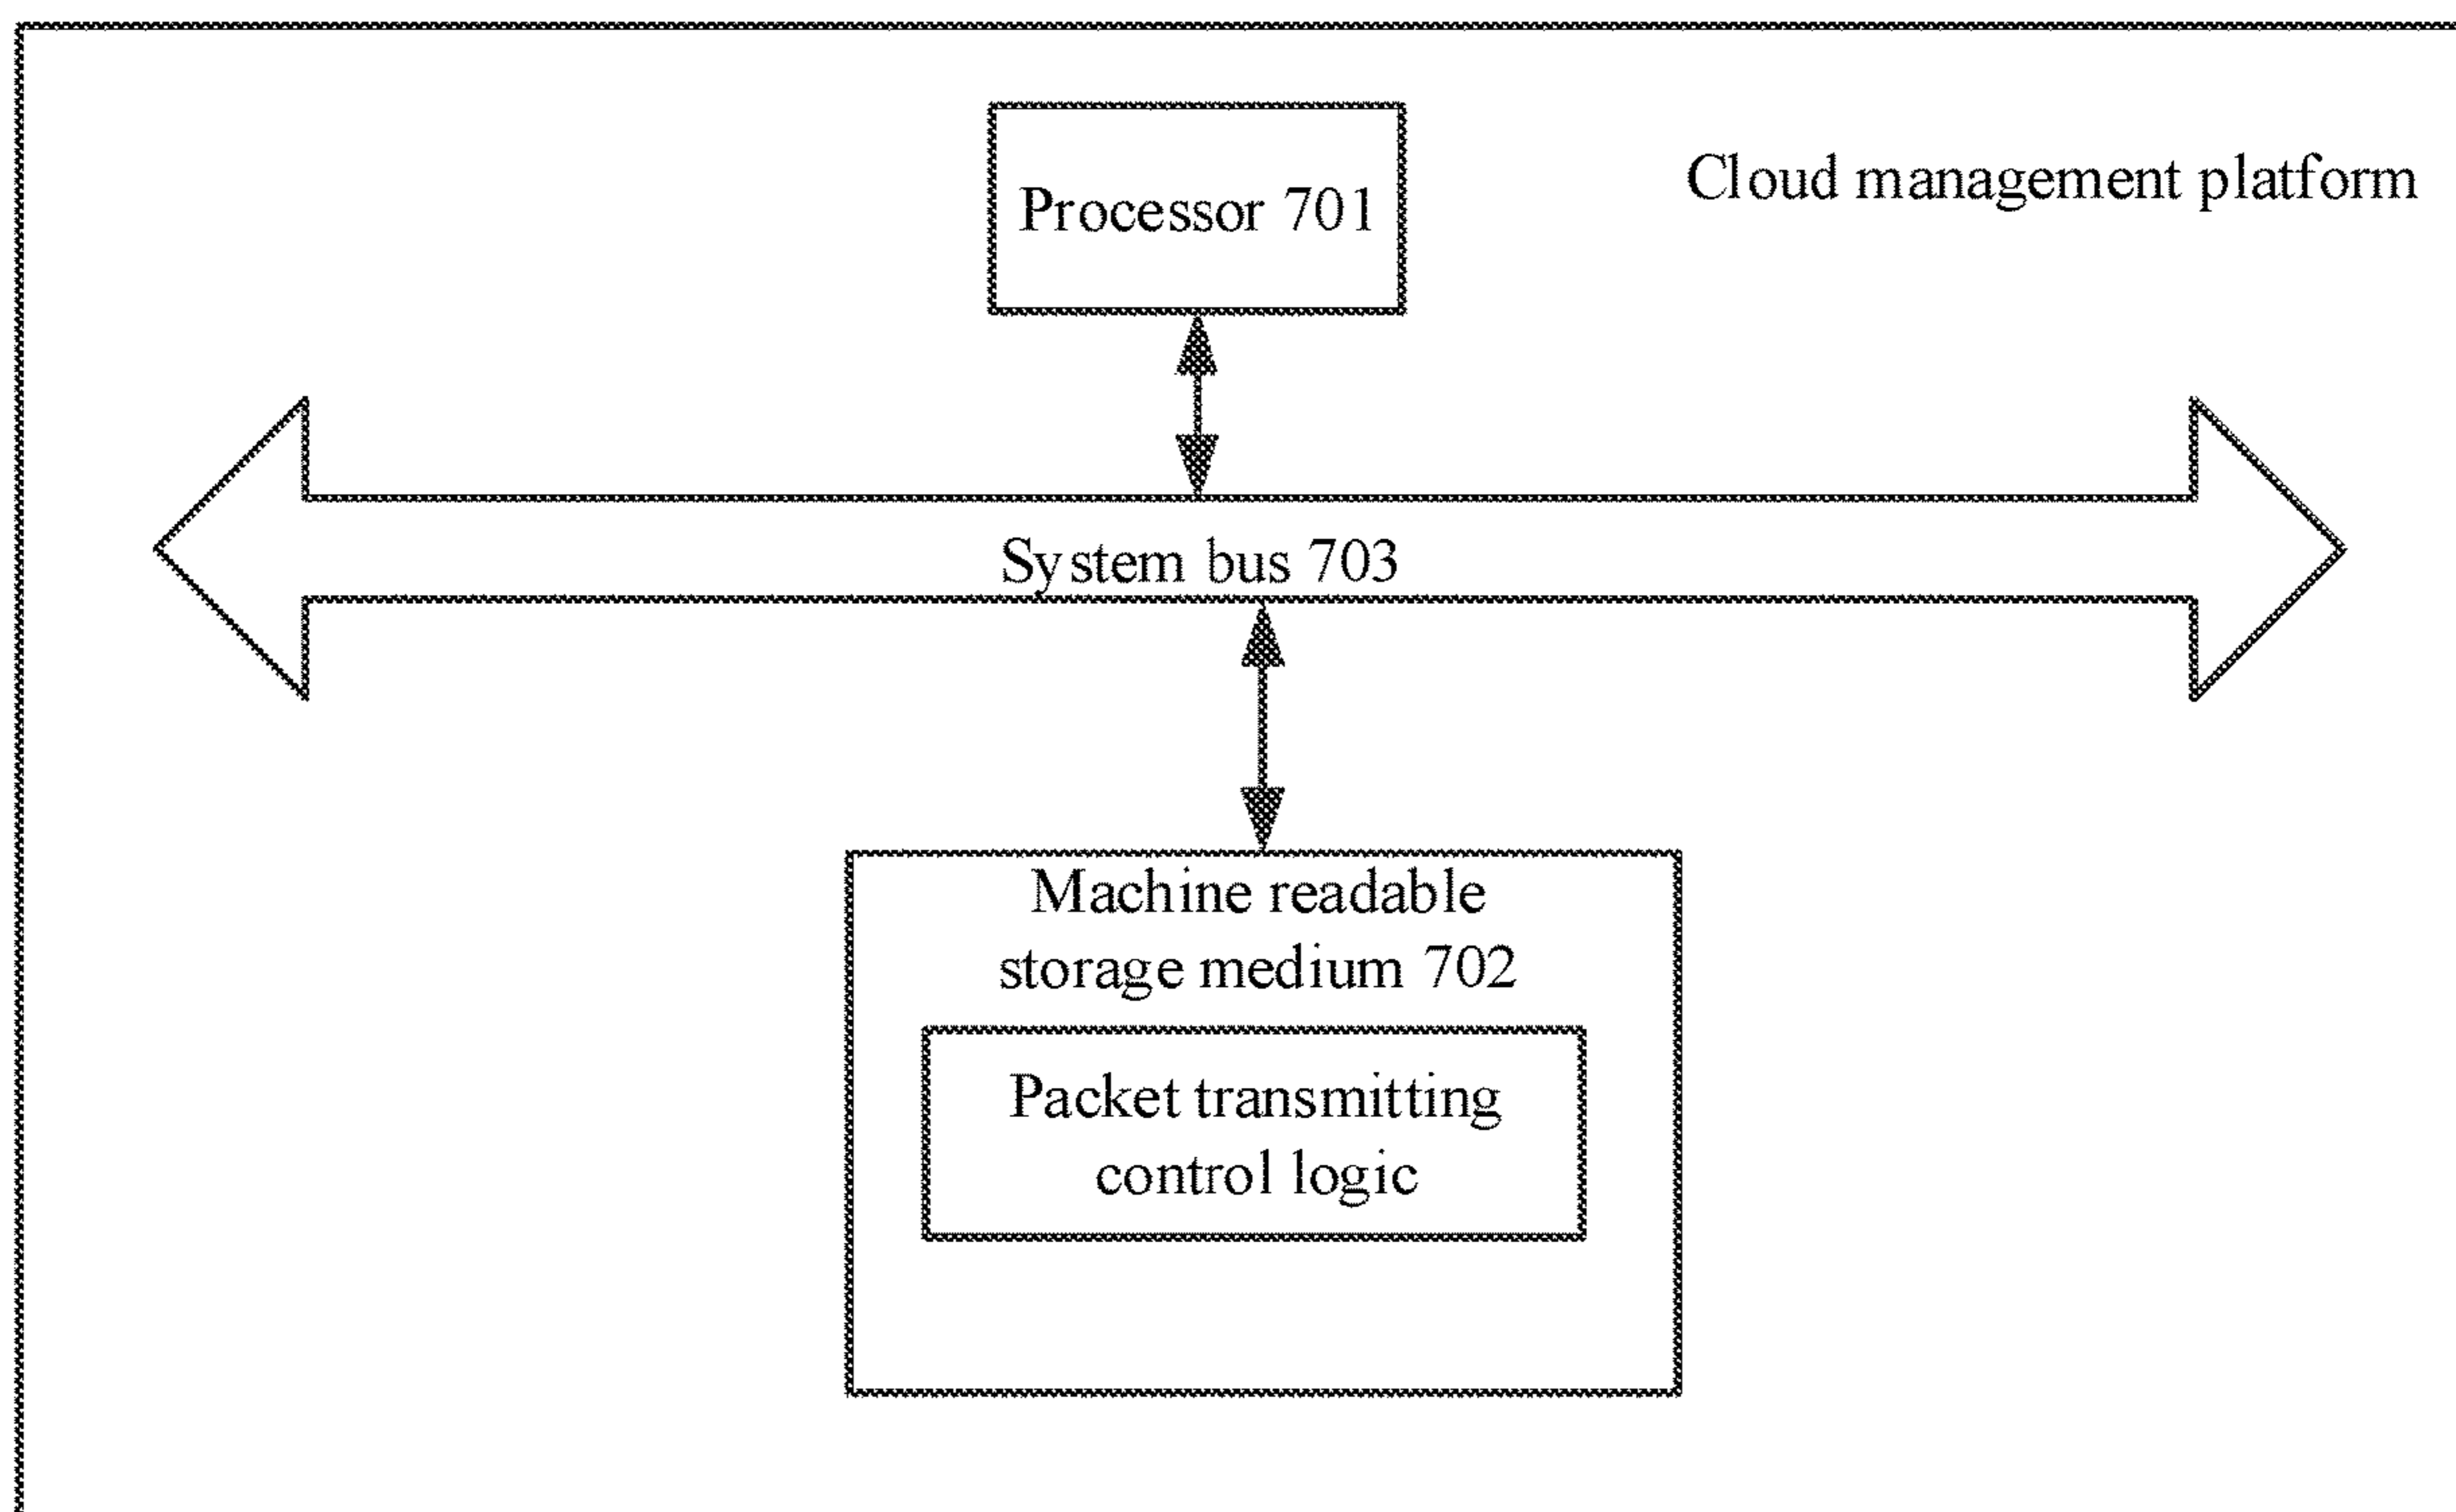 Cloud management platform
Processor 701
System bus 703
Machine readable
storage medium 702
Packet transmitting
control logic